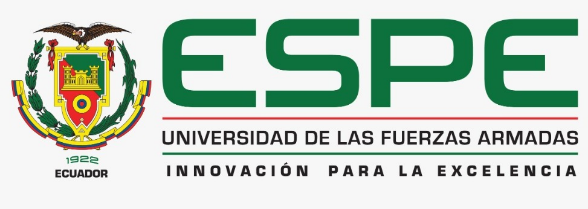 ESPE
UNIVERSIDAD DE LAS FUERZAS ARMADAS
INNOVACIÓN PARA LA EXCELENCIA
1922
ECUADOR